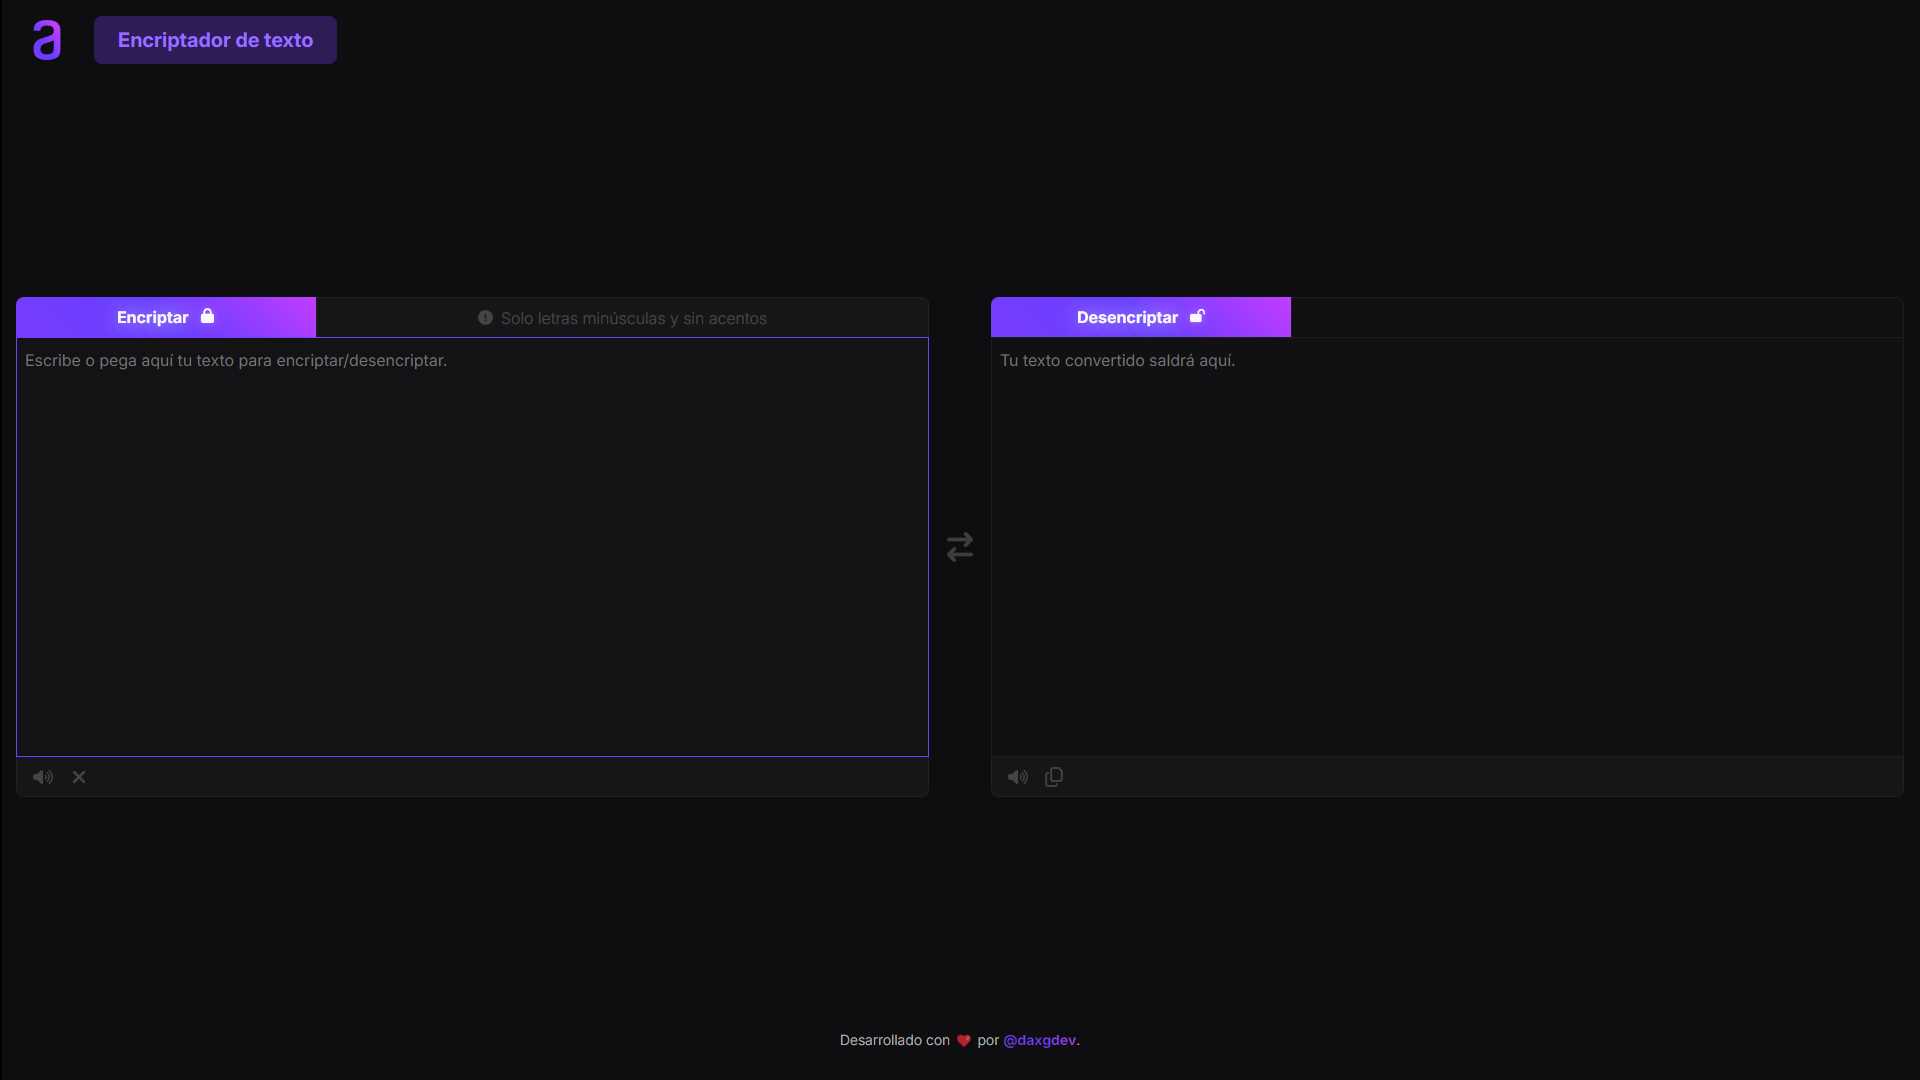 a
Encriptador de texto
Encriptar
Solo letras minúsculas y sin acentos
Escribe o pega aquí tu texto para encriptar/desencriptar.
Desencriptar
Tu texto convertido saldrá aquí.
Desarrollado con ❤️ por @daxgdev.